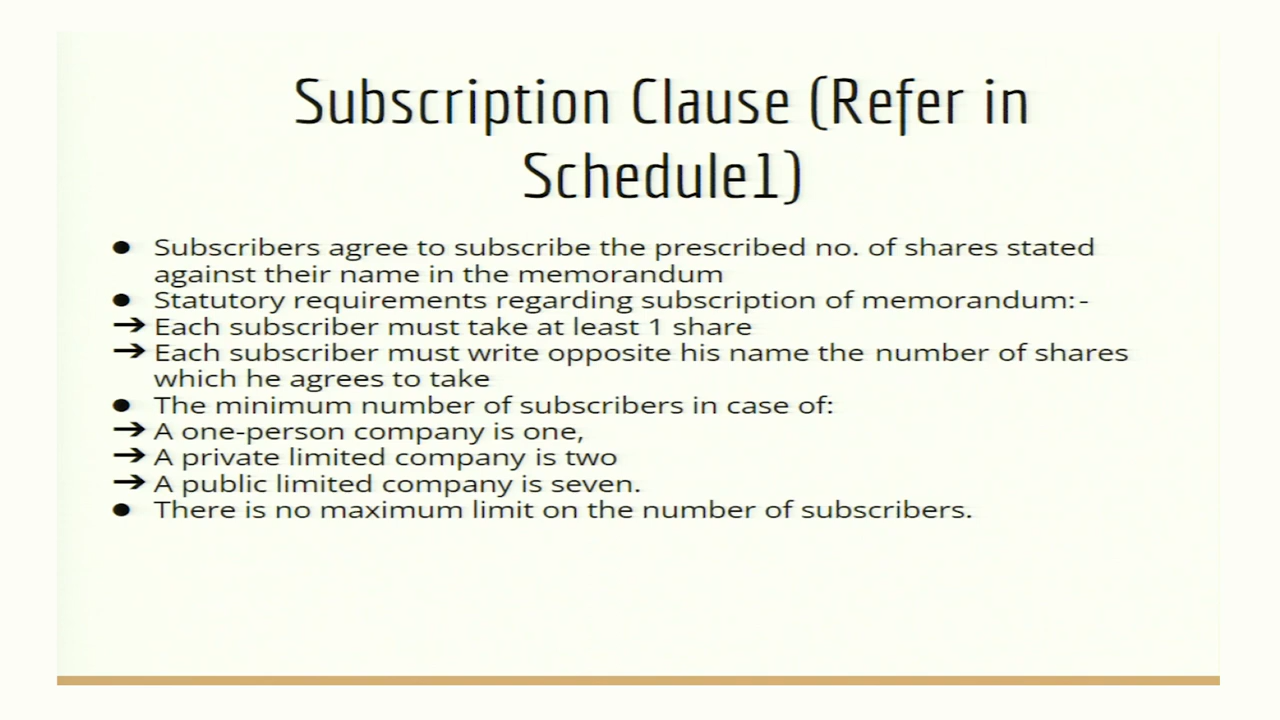 Subscription Clause (Refer in
Schedule1)
● Subscribers agree to subscribe the prescribed no. of shares stated
against their name in the memorandum
● Statutory requirements regarding subscription of memorandum:-
→ Each subscriber must take at least 1 share
→ Each subscriber must write opposite his name the number of shares
which he agrees to take
● The minimum number of subscribers in case of:
→ A one-person company is one,
→ A private limited company is two
→ A public limited company is seven.
● There is no maximum limit on the number of subscribers.